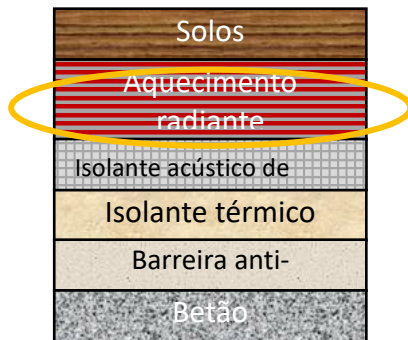 Solos
Aquecimento
radiante
Isolante acústico de
Isolante térmico
Barreira anti-
Betão